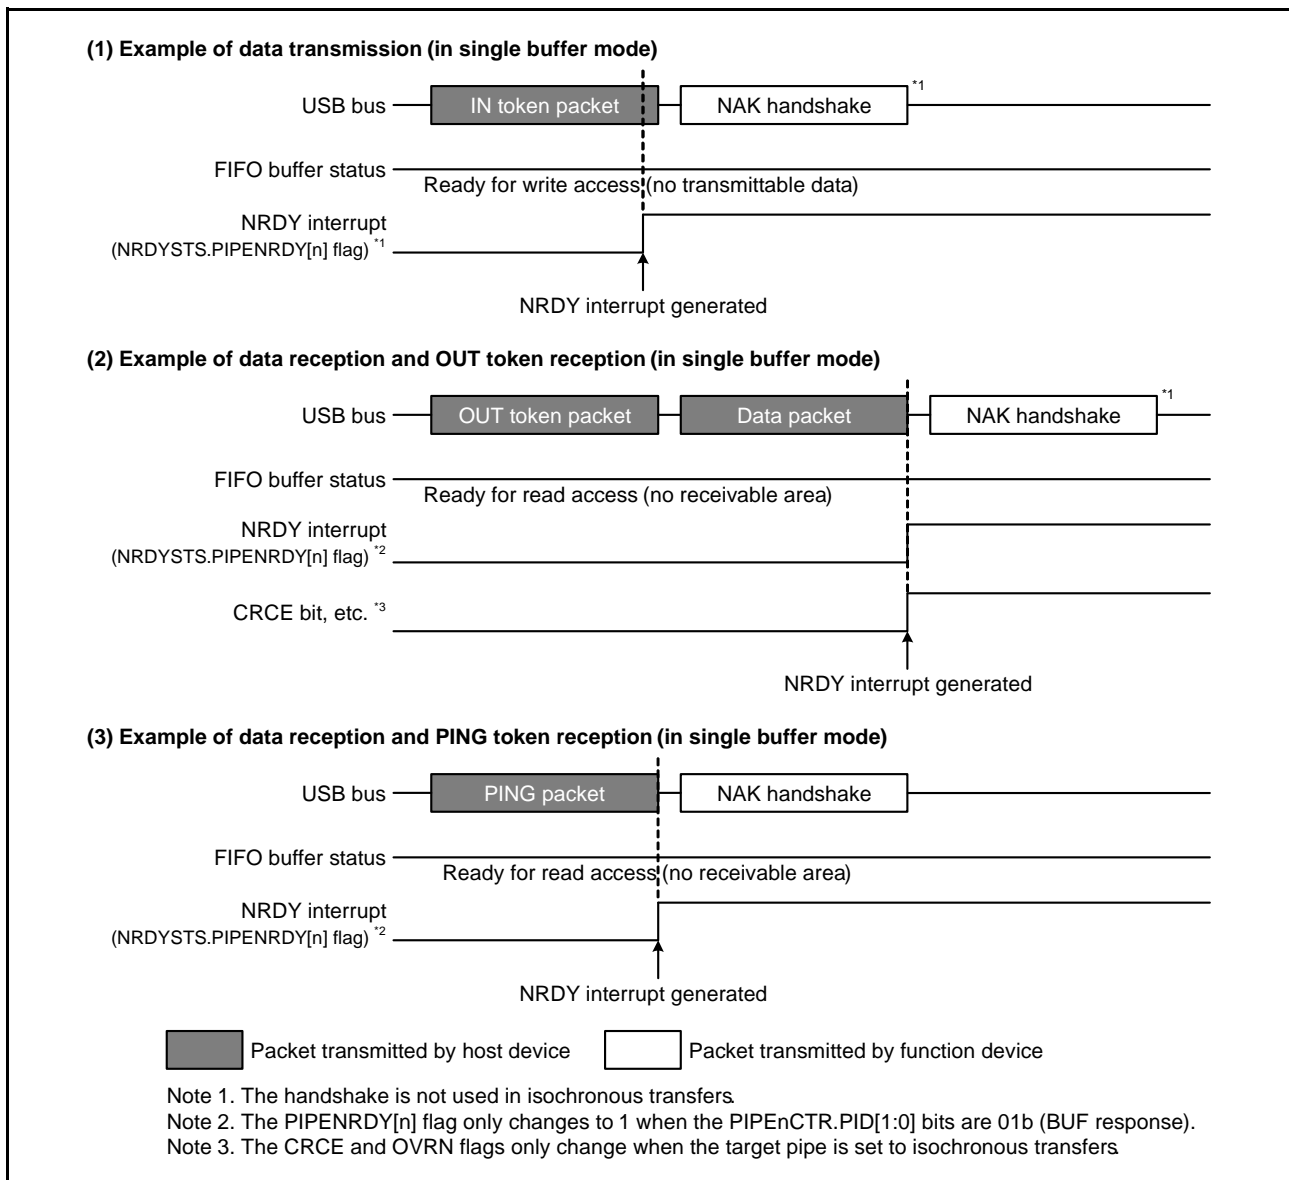 (1) Example of data transmission (in single buffer mode)
USB bus IN token packet NAK handshake *1
FIFO buffer status
Ready for write access (no transmittable data)
NRDY interrupt
(NRDYSTS.PIPENRDY[n] flag) *1
NRDY interrupt generated
(2) Example of data reception and OUT token reception (in single buffer mode)
USB bus OUT token packet Data packet NAK handshake *1
FIFO buffer status
Ready for read access (no receivable area)
NRDY interrupt
(NRDYSTS.PIPENRDY[n] flag) *2
CRCE bit, etc. *3
NRDY interrupt generated
(3) Example of data reception and PING token reception (in single buffer mode)
USB bus PING packet NAK handshake
FIFO buffer status
Ready for read access (no receivable area)
NRDY interrupt
(NRDYSTS.PIPENRDY[n] flag) *2
NRDY interrupt generated
Packet transmitted by host device Packet transmitted by function device
Note 1. The handshake is not used in isochronous transfers.
Note 2. The PIPENRDY[n] flag only changes to 1 when the PIPEnCTR.PID[1:0] bits are 01b (BUF response).
Note 3. The CRCE and OVRN flags only change when the target pipe is set to isochronous transfers.